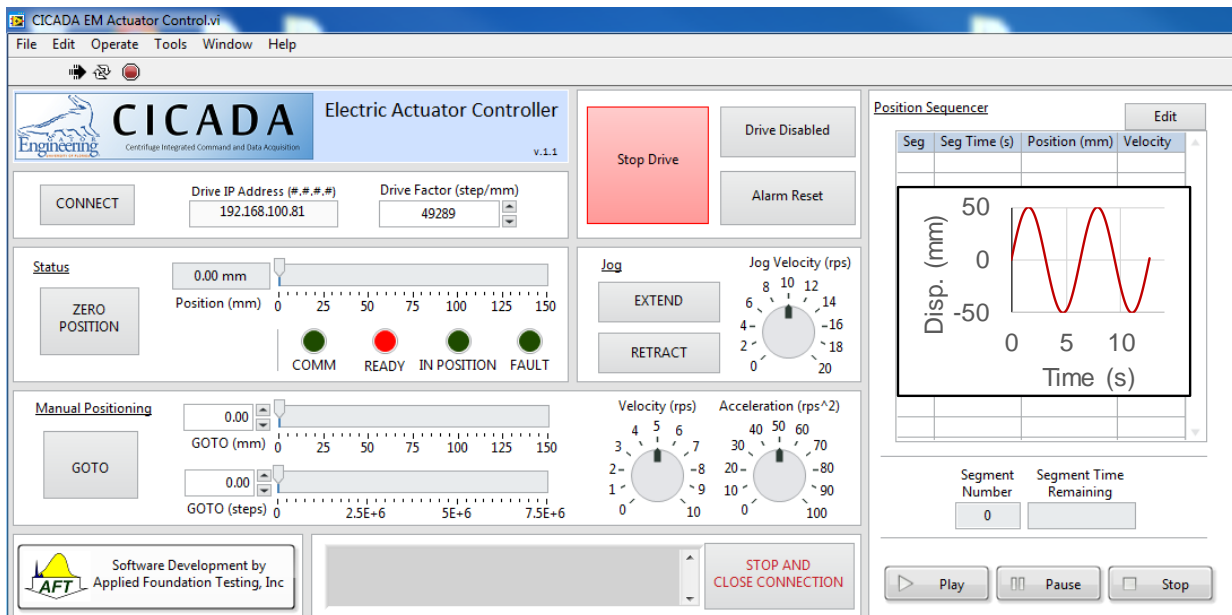 CICADA EM Actuator Control.vi
File Edit Operate Tools Window Help
CICADA
Centrifuge Integrated Command and Data Acquisition
GATOR
Engineering
UNIVERSITY OF FLORIDA
Electric Actuator Controller
v.1.1
CONNECT
Drive IP Address (#.#.#.#)
192.168.100.81
Drive Factor (step/mm)
49289
Stop Drive
Drive Disabled
Alarm Reset
Status
ZERO
POSITION
0.00 mm
Position (mm)
0 25 50 75 100 125 150
COMM READY IN POSITION FAULT
Jog
EXTEND
RETRACT
Jog Velocity (rps)
0 2 4 6 8 10 12 14 16 18 20
Manual Positioning
GOTO
0.00
GOTO (mm)
0 25 50 75 100 125 150
0.00
GOTO (steps)
0 2.5E+6 5E+6 7.5E+6
Velocity (rps)
0 1 2 3 4 5 6 7 8 9 10
Acceleration (rps^2)
0 10 20 30 40 50 60 70 80 90 100
AFT
Software Development by
Applied Foundation Testing, Inc
STOP AND
CLOSE CONNECTION
Position Sequencer
Edit
Seg Seg Time (s) Position (mm) Velocity
Disp. (mm)
50
0
-50
0 5 10
Time (s)
Segment
Number
0
Segment Time
Remaining
Play Pause Stop